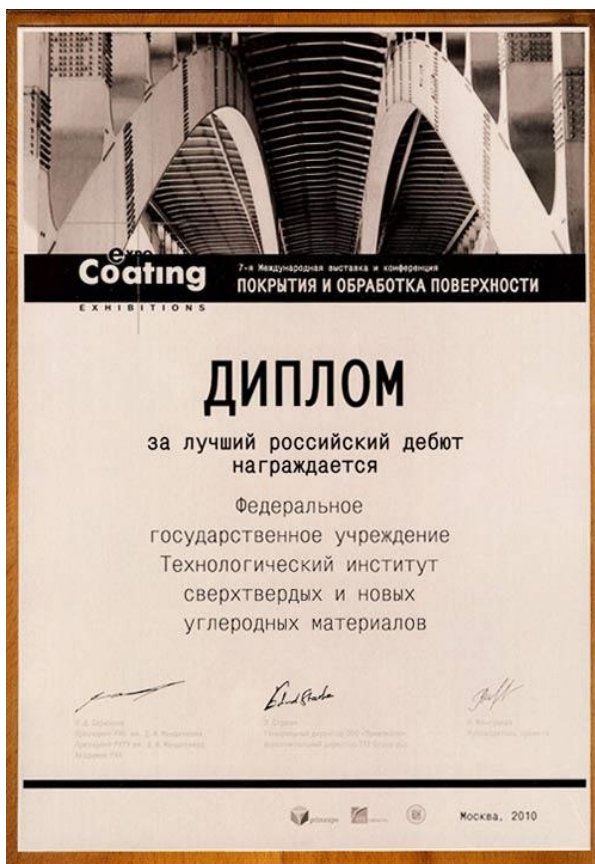 expo
Coating
EXHIBITIONS
7-я Международная выставка и конференция
ПОКРЫТИЯ И ОБРАБОТКА ПОВЕРХНОСТИ
ДИПЛОМ
за лучший российский дебют
награждается
Федеральное
государственное учреждение
Технологический институт
сверхтвердых и новых
углеродных материалов
primexpo
Москва, 2010